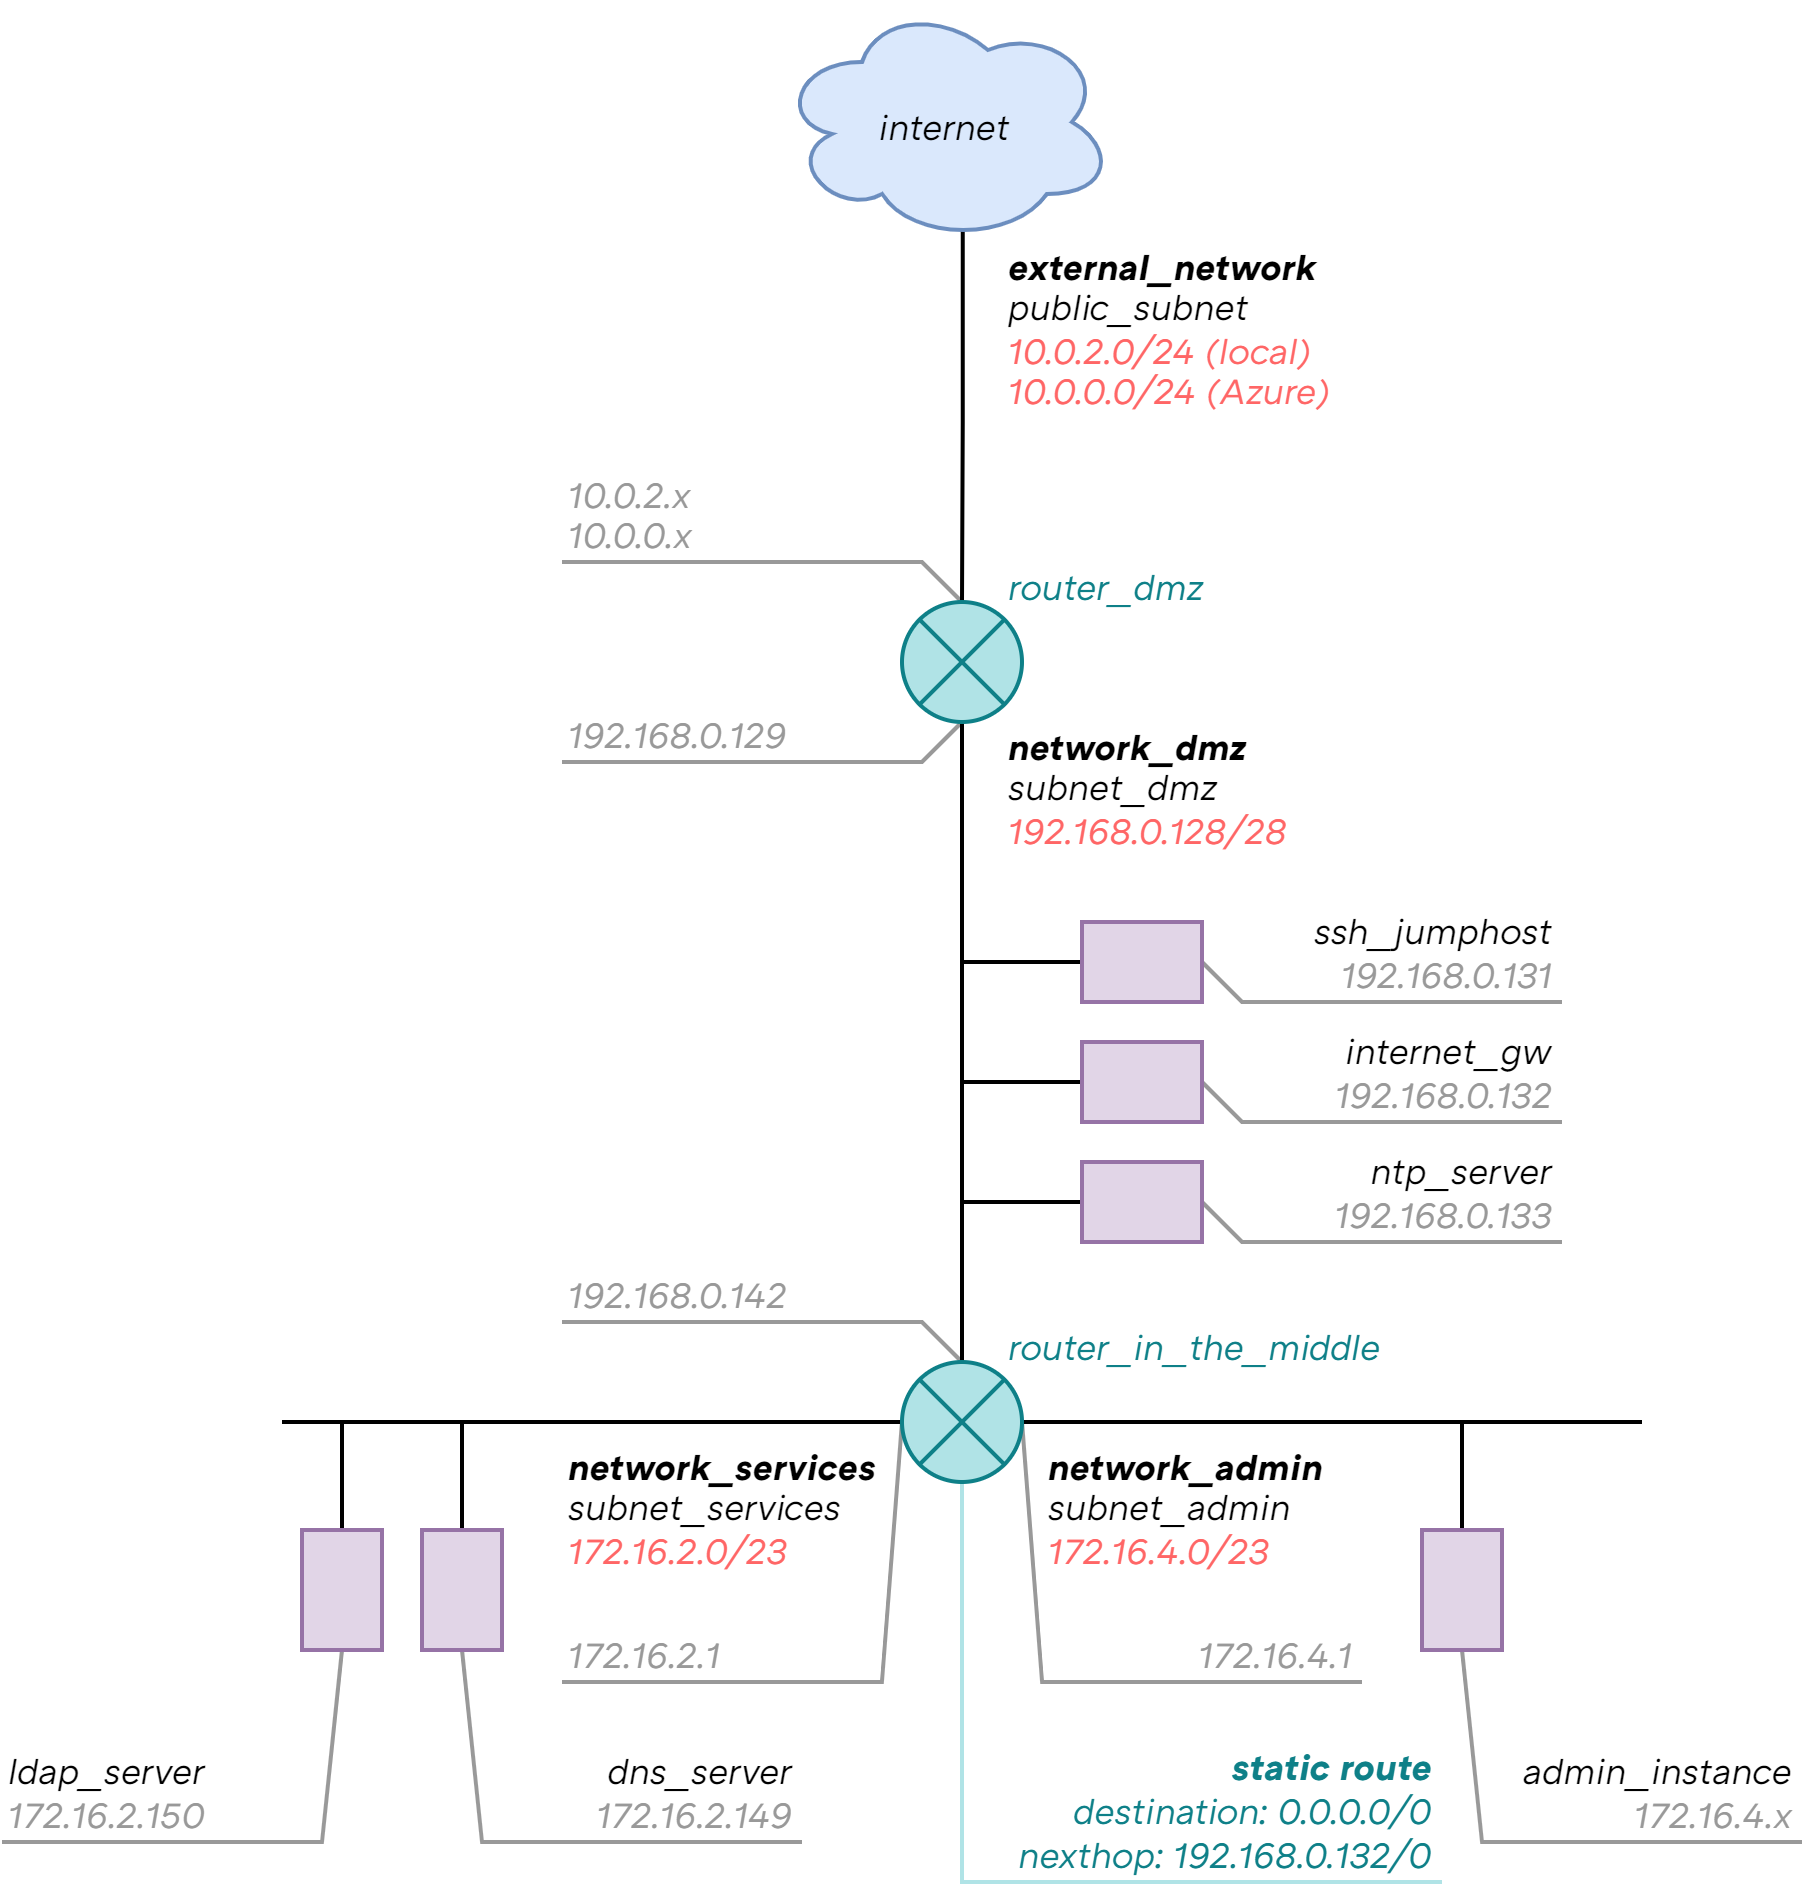 internet
external_network
public_subnet
10.0.2.0/24 (local)
10.0.0.0/24 (Azure)
10.0.2.x
10.0.0.x
router_dmz
192.168.0.129
network_dmz
subnet_dmz
192.168.0.128/28
ssh_jumphost
192.168.0.131
internet_gw
192.168.0.132
ntp_server
192.168.0.133
192.168.0.142
router_in_the_middle
network_services
subnet_services
172.16.2.0/23
172.16.2.1
network_admin
subnet_admin
172.16.4.0/23
172.16.4.1
ldap_server
172.16.2.150
dns_server
172.16.2.149
static route
destination: 0.0.0.0/0
nexthop: 192.168.0.132/0
admin_instance
172.16.4.x